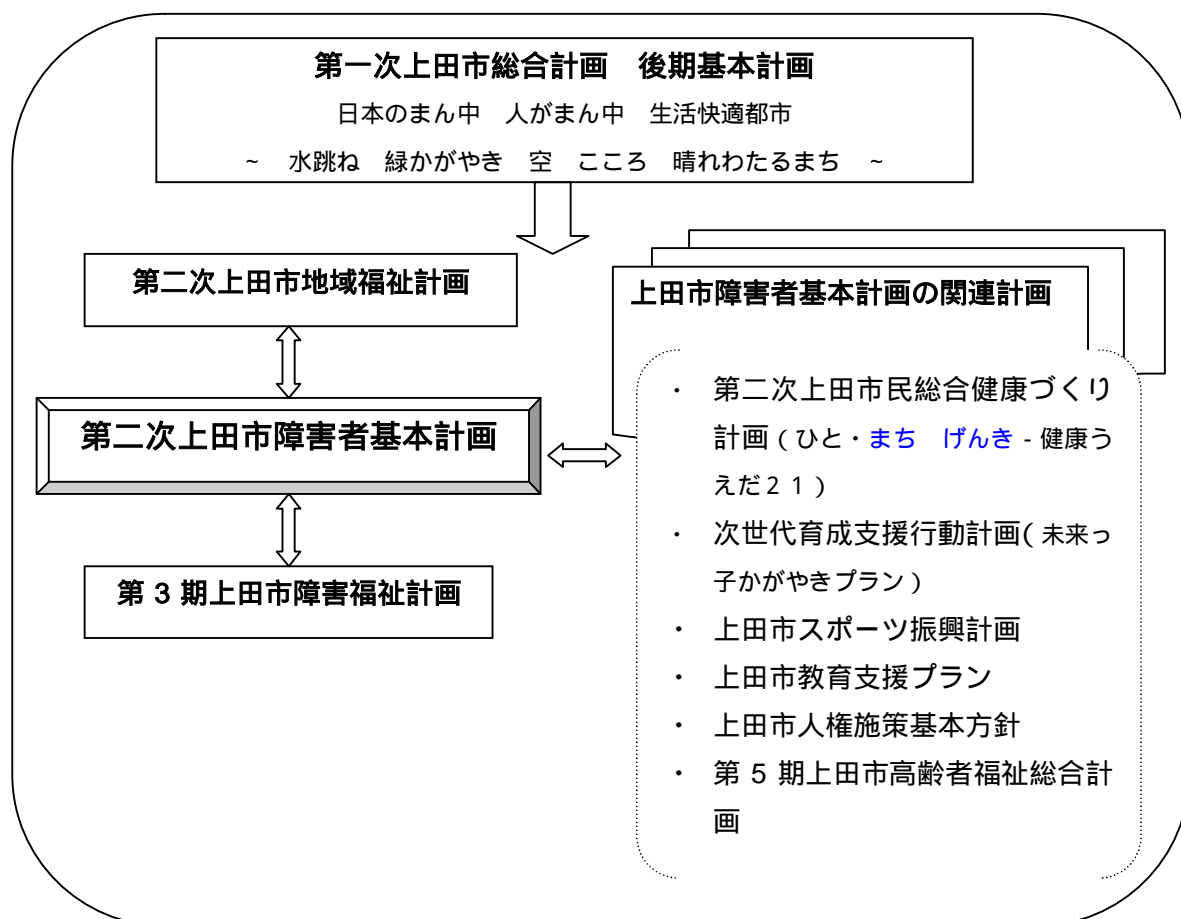 第一次上田市総合計画　後期基本計画
日本のまん中　人がまん中　生活快適都市
~　水跳ね　緑かがやき　空　こころ　晴れわたるまち　~
第二次上田市地域福祉計画
第二次上田市障害者基本計画
第３期上田市障害福祉計画
上田市障害者基本計画の関連計画
・　第二次上田市民総合健康づくり
計画（ひと・まち　げんき - 健康う
えだ２１）
・　次世代育成支援行動計画（未来っ
子かがやきプラン）
・　上田市スポーツ振興計画
・　上田市教育支援プラン
・　上田市人権施策基本方針
・　第５期上田市高齢者福祉総合計
画